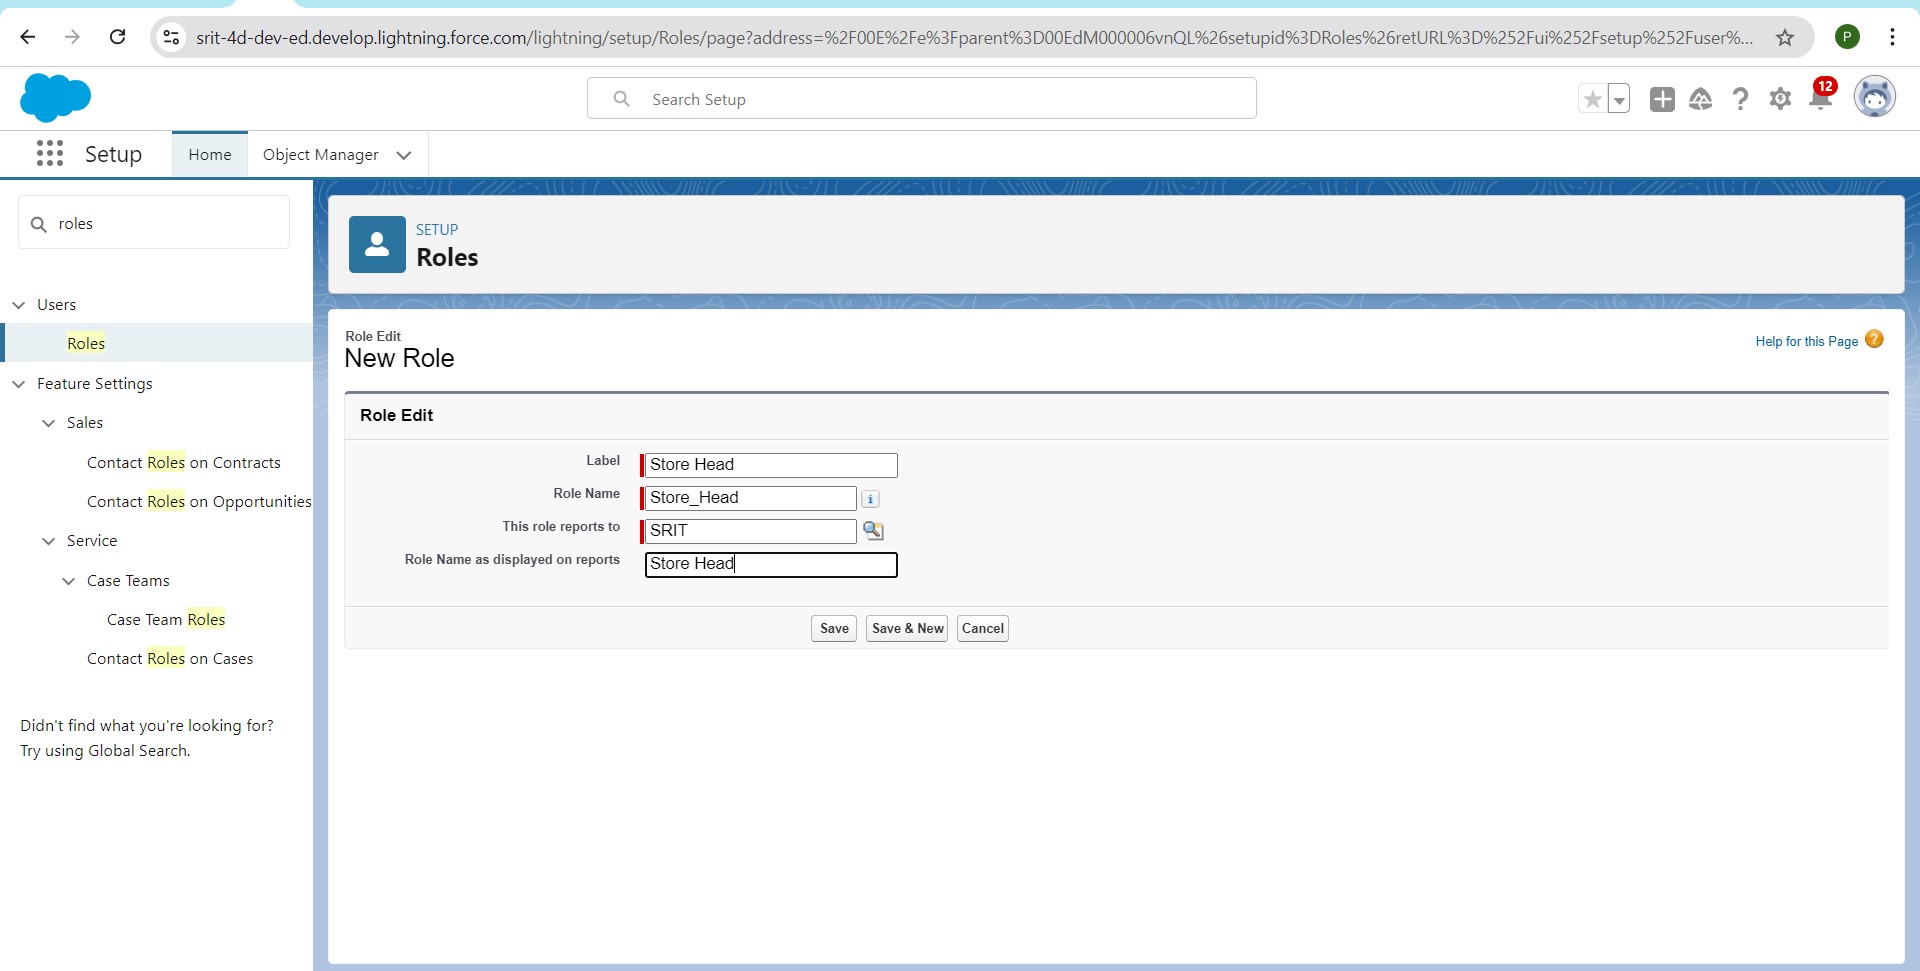 srit-4d-dev-ed.develop.lightning.force.com/lightning/setup/Roles/page?address=%2F00E%2Fe%3Fparent%3D00EdM000006vnQL%26setupid%3DRoles%26retURL%3D%252Fui%252Fsetup%252Fuser%...
P
Search Setup
12
Setup
Home
Object Manager
roles
Users
Roles
Feature Settings
Sales
Contact Roles on Contracts
Contact Roles on Opportunities
Service
Case Teams
Case Team Roles
Contact Roles on Cases
Didn't find what you're looking for?
Try using Global Search.
SETUP
Roles
Role Edit
New Role
Help for this Page ?
Role Edit
Label Store Head
Role Name Store_Head i
This role reports to SRIT
Role Name as displayed on reports Store Head
Save Save & New Cancel